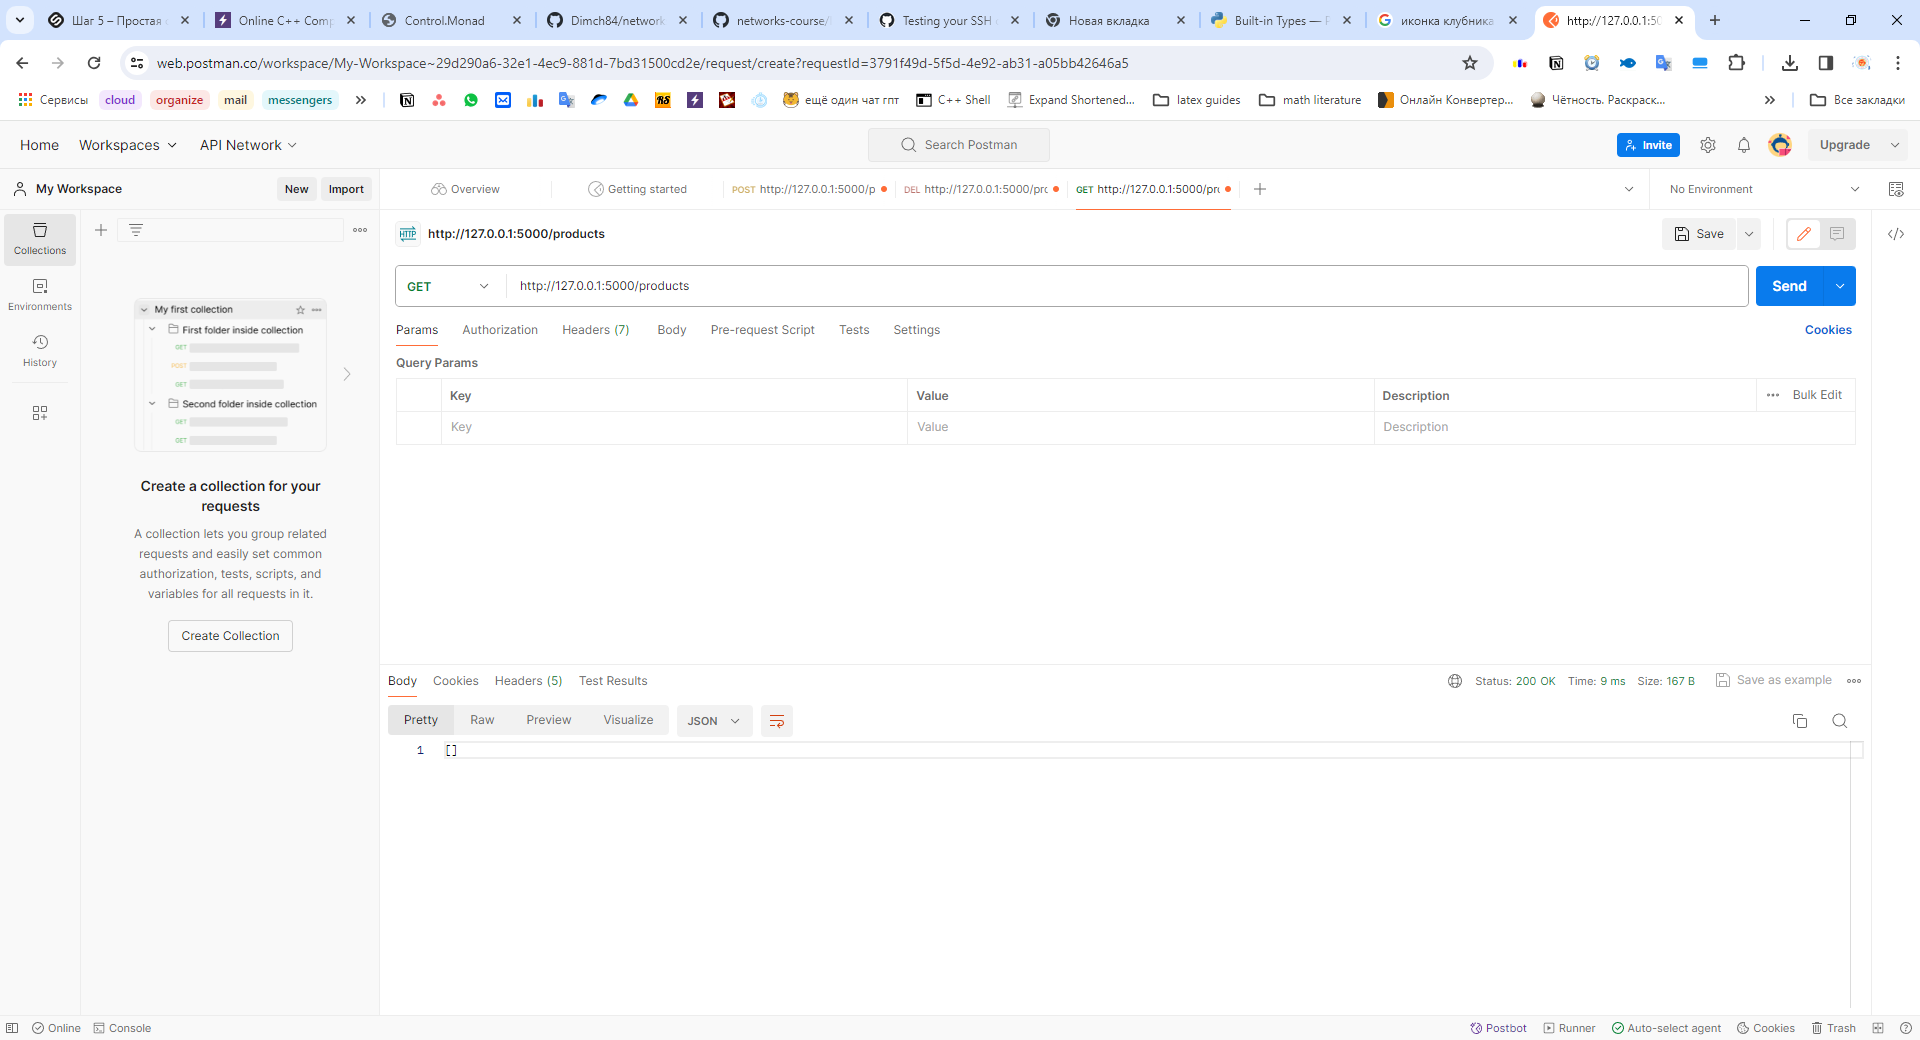 Шаг 5 – Простая
Online C++ Comp
Control.Monad
Dimch84/network
networks-course/
Testing your SSH
Новая вкладка
Built-in Types —
иконка клубника
http://127.0.0.1:50
web.postman.co/workspace/My-Workspace~29d290a6-32e1-4ec9-881d-7bd31500cd2e/request/create?requestId=3791f49d-5f5d-4e92-ab31-a05bb42646a5
Сервисы
cloud
organize
mail
messengers
ещё один чат гпт
C++ Shell
Expand Shortened...
latex guides
math literature
Онлайн Конвертер...
Чётность. Раскраск...
Все закладки
Home
Workspaces
API Network
Search Postman
Invite
Upgrade
My Workspace
New
Import
Overview
Getting started
POST http://127.0.0.1:5000/p
DEL http://127.0.0.1:5000/pr
GET http://127.0.0.1:5000/pr
No Environment
Collections
Environments
History
My first collection
First folder inside collection
GET
POST
GET
Second folder inside collection
GET
GET
Create a collection for your
requests
A collection lets you group related
requests and easily set common
authorization, tests, scripts, and
variables for all requests in it.
Create Collection
HTTP http://127.0.0.1:5000/products
Save
GET
http://127.0.0.1:5000/products
Send
Params
Authorization
Headers (7)
Body
Pre-request Script
Tests
Settings
Cookies
Query Params
Key
Value
Description
Bulk Edit
Key
Value
Description
Body
Cookies
Headers (5)
Test Results
Status: 200 OK
Time: 9 ms
Size: 167 B
Save as example
Pretty
Raw
Preview
Visualize
JSON
1
[]
Online
Console
Postbot
Runner
Auto-select agent
Cookies
Trash